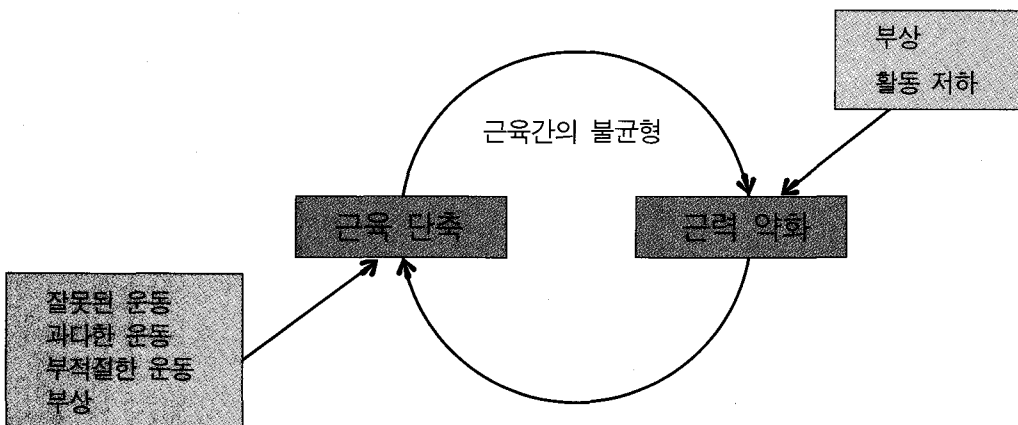 부상
활동 저하
근육간의 불균형
근육 단축
근력 약화
잘못된 운동
과다한 운동
부적절한 운동
부상